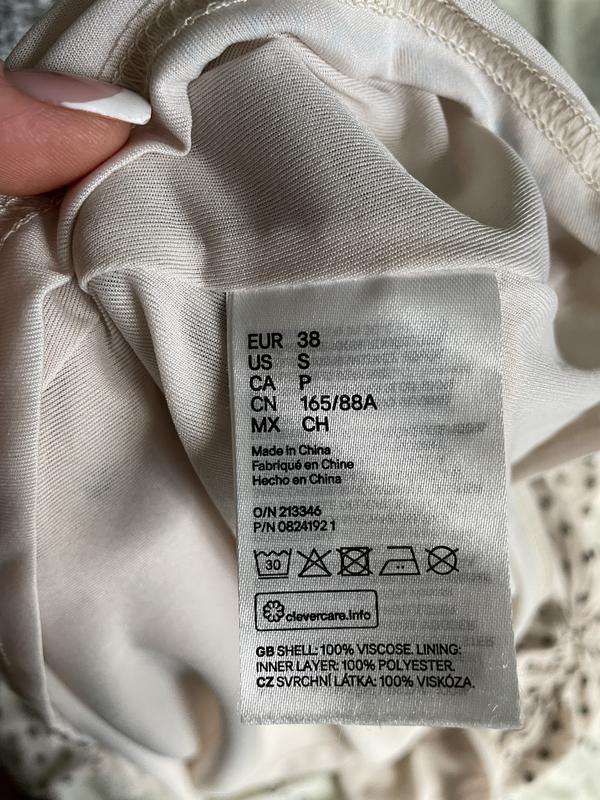 EUR 38
US S
CA P
CN 165/88A
MX CH
Made in China
Fabriqué en Chine
Hecho en China
O/N 213346
P/N 0824192 1
30
clevercare.info
GB SHELL: 100% VISCOSE. LINING:
INNER LAYER: 100% POLYESTER.
CZ SVRCHNÍ LÁTKA: 100% VISKÓZA.